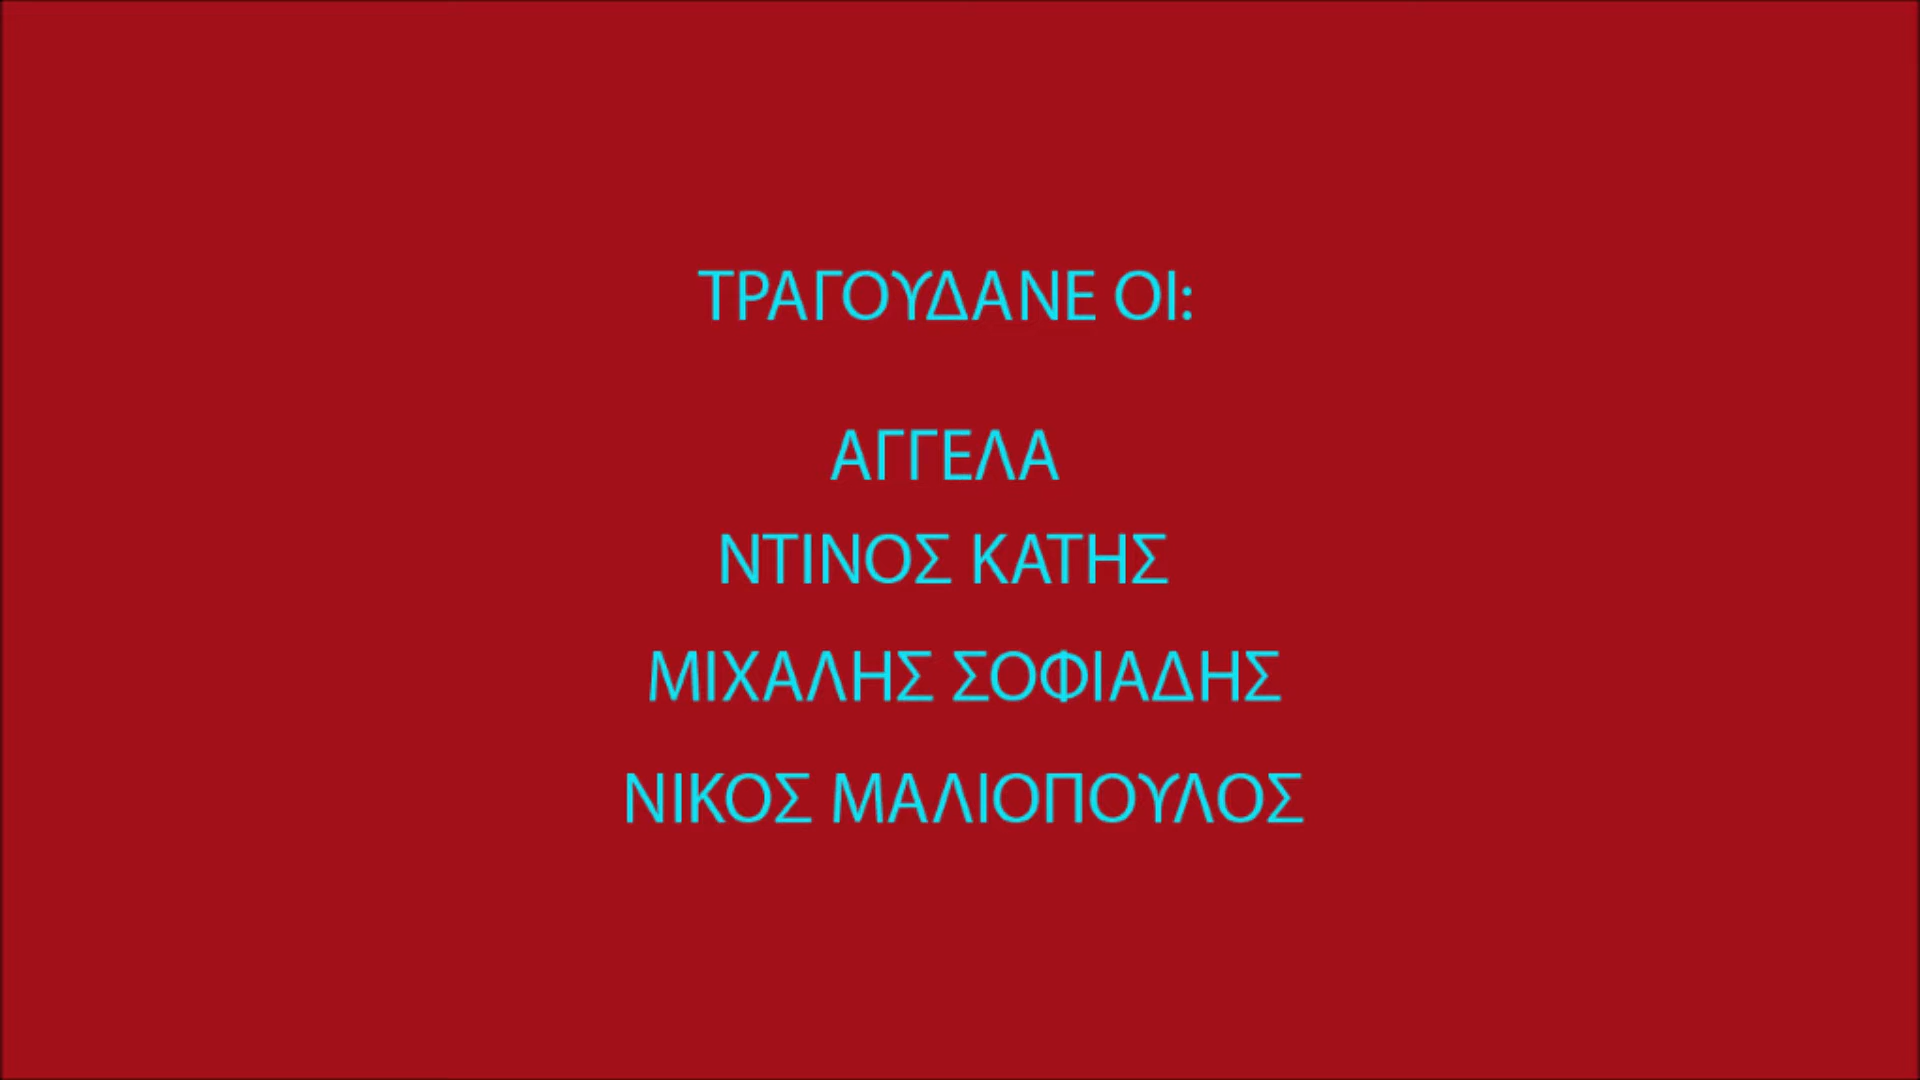 ΤΡΑΓΟΥΔΑΝΕ ΟΙ:
ΑΓΓΕΛΑ
ΝΤΙΝΟΣ ΚΑΤΗΣ
ΜΙΧΑΛΗΣ ΣΟΦΙΑΔΗΣ
ΝΙΚΟΣ ΜΑΛΙΟΠΟΥΛΟΣ